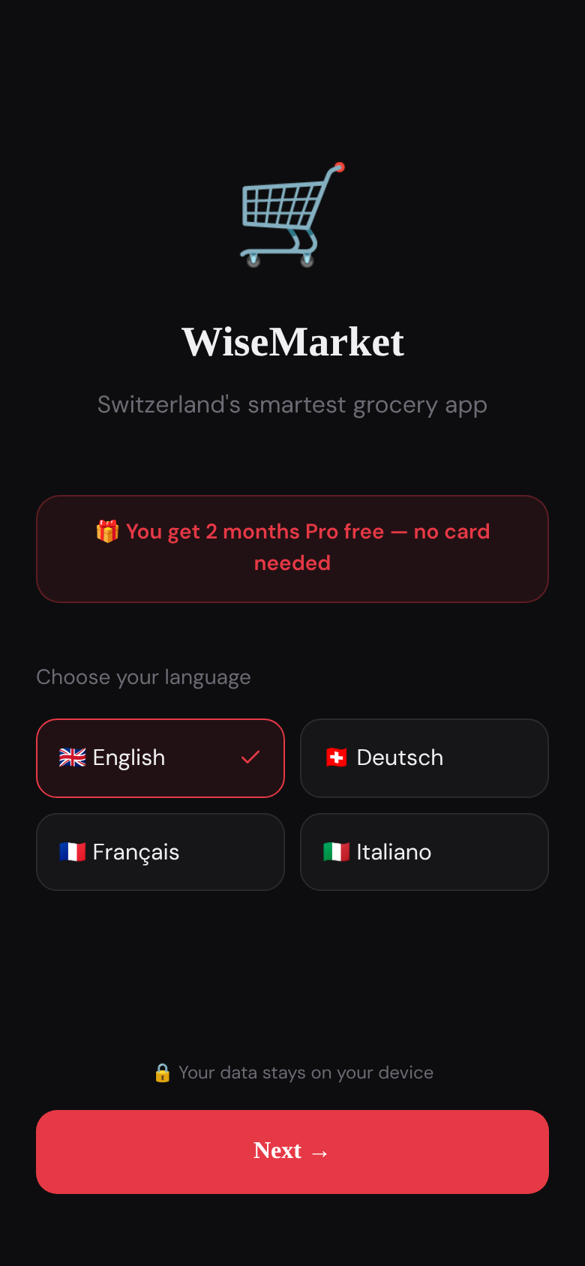 WiseMarket
Switzerland's smartest grocery app
🎁 You get 2 months Pro free — no card
needed
Choose your language
🇬🇧 English ✓
🇨🇭 Deutsch
🇫🇷 Français
🇮🇹 Italiano
🔒 Your data stays on your device
Next →